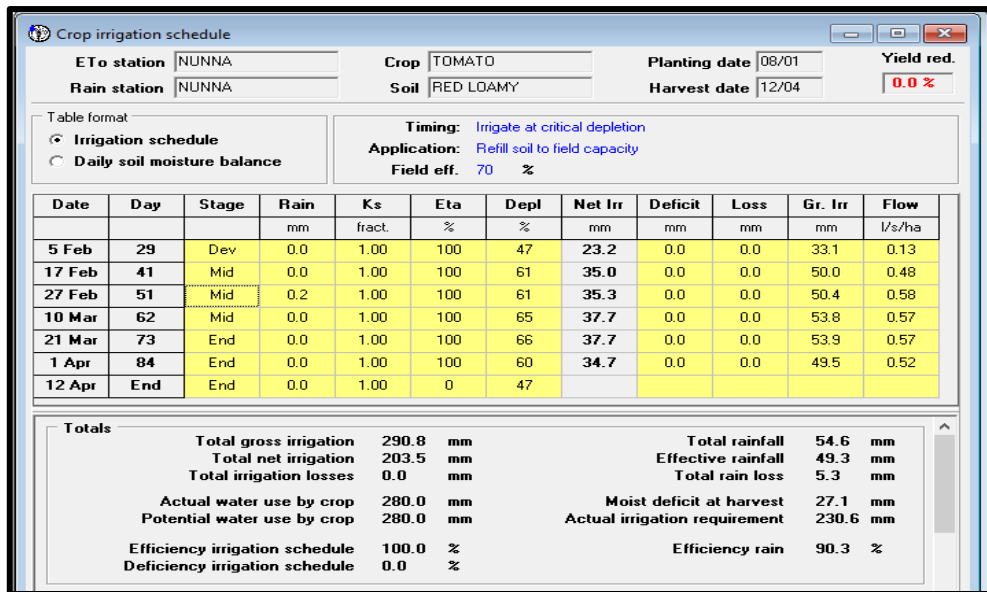 Crop irrigation schedule
ETo station NUNNA Crop TOMATO Planting date 08/01 Yield red.
Rain station NUNNA Soil RED LOAMY Harvest date 12/04 0.0 %
Table format
Irrigation schedule
Daily soil moisture balance
Timing: Irrigate at critical depletion
Application: Refill soil to field capacity
Field eff. 70 %
Date Day Stage Rain Ks Eta Depl Net Irr Deficit Loss Gr. Irr Flow
mm fract. % % mm mm mm mm l/s/ha
5 Feb 29 Dev 0.0 1.00 100 47 23.2 0.0 0.0 33.1 0.13
17 Feb 41 Mid 0.0 1.00 100 61 35.0 0.0 0.0 50.0 0.48
27 Feb 51 Mid 0.2 1.00 100 61 35.3 0.0 0.0 50.4 0.58
10 Mar 62 Mid 0.0 1.00 100 65 37.7 0.0 0.0 53.8 0.57
21 Mar 73 End 0.0 1.00 100 66 37.7 0.0 0.0 53.9 0.57
1 Apr 84 End 0.0 1.00 100 60 34.7 0.0 0.0 49.5 0.52
12 Apr End End 0.0 1.00 0 47
Totals
Total gross irrigation 290.8 mm Total rainfall 54.6 mm
Total net irrigation 203.5 mm Effective rainfall 49.3 mm
Total irrigation losses 0.0 mm Total rain loss 5.3 mm
Actual water use by crop 280.0 mm Moist deficit at harvest 27.1 mm
Potential water use by crop 280.0 mm Actual irrigation requirement 230.6 mm
Efficiency irrigation schedule 100.0 % Efficiency rain 90.3 %
Deficiency irrigation schedule 0.0 %